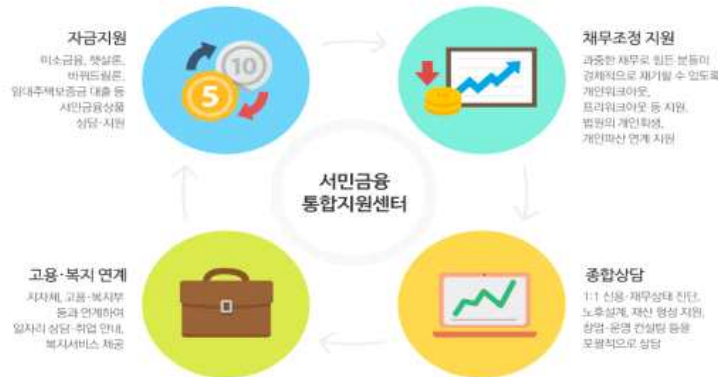 자금지원
미소금융, 햇살론,
바꿔드림론,
임대주택보증금 대출 등
서민금융상품
상담·지원
10
5
채무조정 지원
과중한 채무로 힘든 분들이
경제적으로 재기할 수 있도록
개인워크아웃,
프리워크아웃 등 지원,
법원의 개인회생,
개인파산 연계 지원
서민금융
통합지원센터
고용·복지 연계
지자체, 고용·복지부
등과 연계하여
일자리 상담·취업 안내,
복지서비스 제공
종합상담
1:1 신용·재무상태 진단,
노후설계, 재산 형성 지원,
창업·운영 컨설팅 등을
포괄적으로 상담